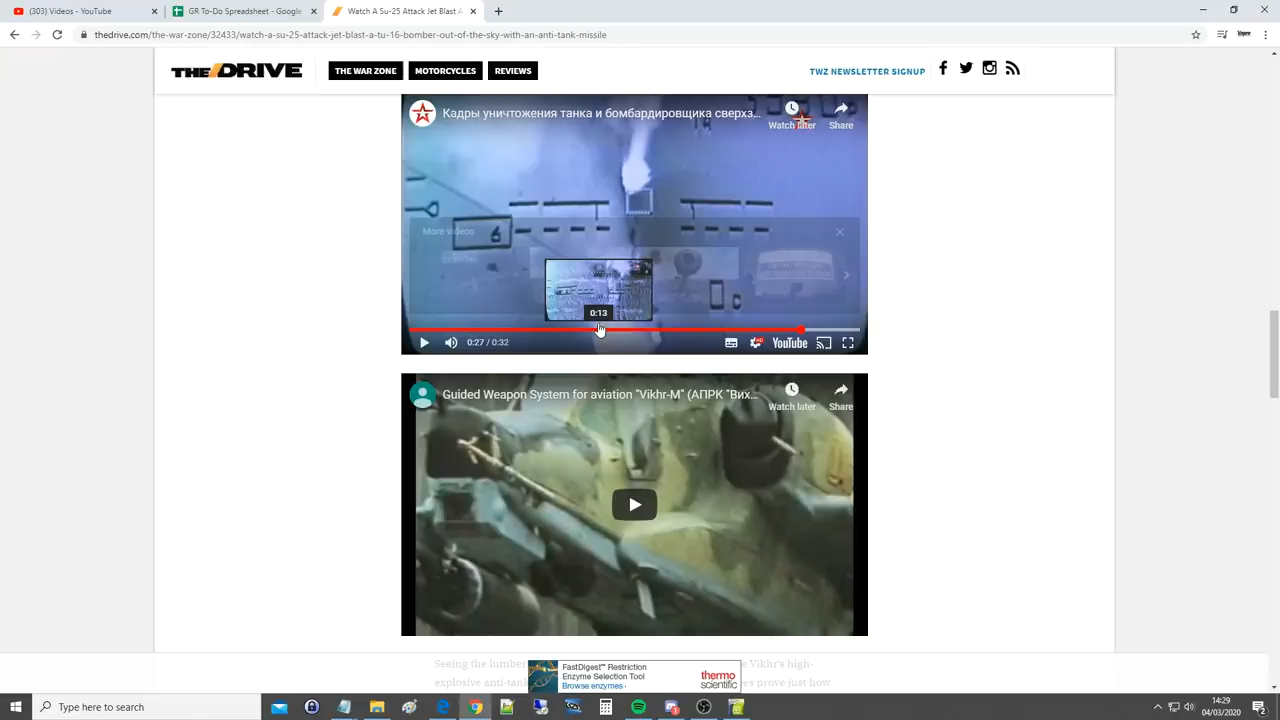 (303) Videos - YouTube
GR To-Do Spreadsheet - Google
Watch A Su-25 Attack Jet Blast A
thedrive.com/the-war-zone/32433/watch-a-su-25-attack-jet-blast-a-tu-16-bomber-out-of-the-sky-with-an-anti-tank-missile
THE DRIVE
THE WAR ZONE
MOTORCYCLES
REVIEWS
TWZ NEWSLETTER SIGNUP
Кадры уничтожения танка и бомбардировщика сверхз...
Watch later
Share
6
More videos
0:13
0:27 / 0:32
HD
YouTube
Guided Weapon System for aviation "Vikhr-M" (АПРК "Вих...
Watch later
Share
Seeing the lumber
e Vikhr's high-
explosive anti-tank
es prove just how
FastDigest™ Restriction
Enzyme Selection Tool
Browse enzymes ›
thermo
scientific
Type here to search
14:29
04/03/2020
2